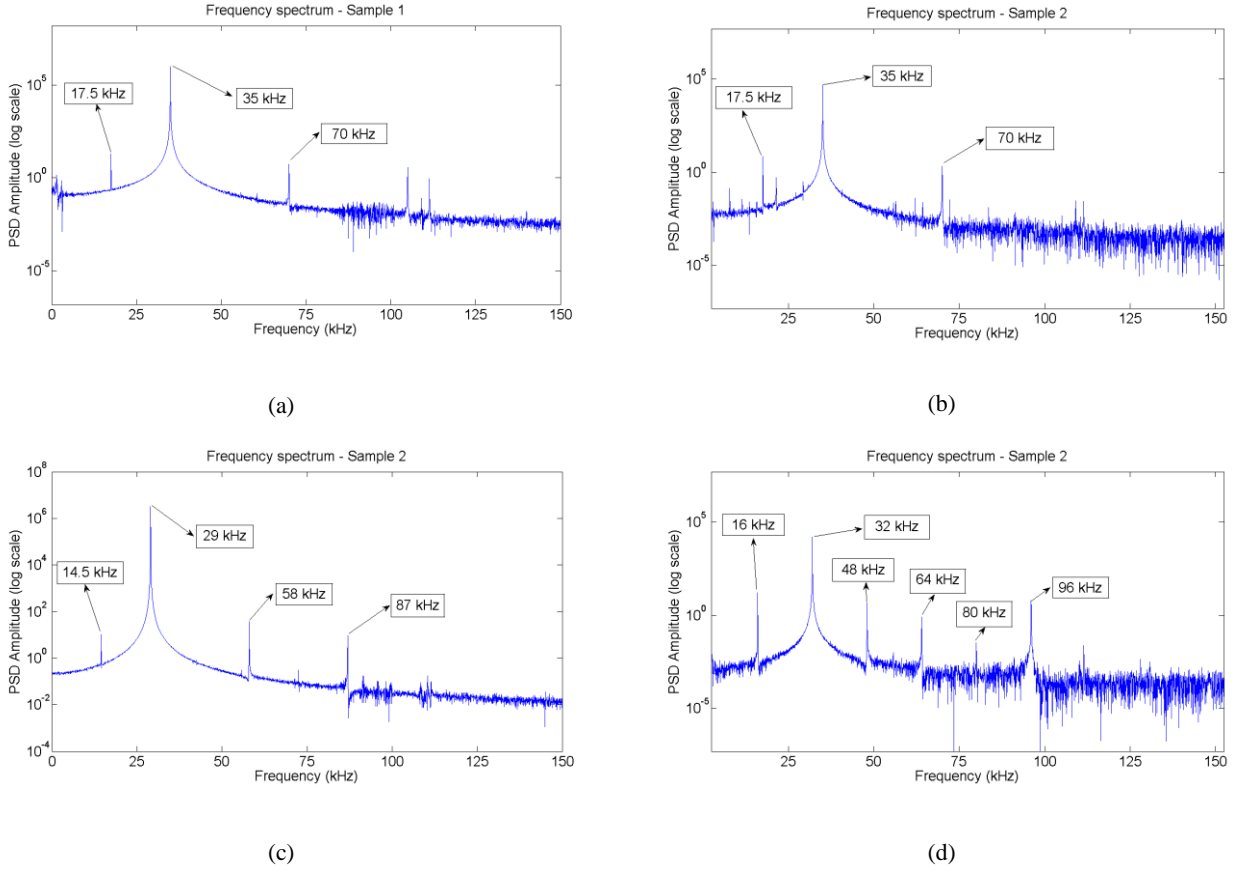 Frequency spectrum - Sample 1
PSD Amplitude (log scale)
10^5
10^0
10^-5
17.5 kHz
35 kHz
70 kHz
0 25 50 75 100 125 150
Frequency (kHz)
(a)
Frequency spectrum - Sample 2
PSD Amplitude (log scale)
10^5
10^0
10^-5
17.5 kHz
35 kHz
70 kHz
25 50 75 100 125 150
Frequency (kHz)
(b)
Frequency spectrum - Sample 2
PSD Amplitude (log scale)
10^8
10^6
10^4
10^2
10^0
10^-2
10^-4
14.5 kHz
29 kHz
58 kHz
87 kHz
0 25 50 75 100 125 150
Frequency (kHz)
(c)
Frequency spectrum - Sample 2
PSD Amplitude (log scale)
10^5
10^0
10^-5
16 kHz
32 kHz
48 kHz
64 kHz
80 kHz
96 kHz
25 50 75 100 125 150
Frequency (kHz)
(d)